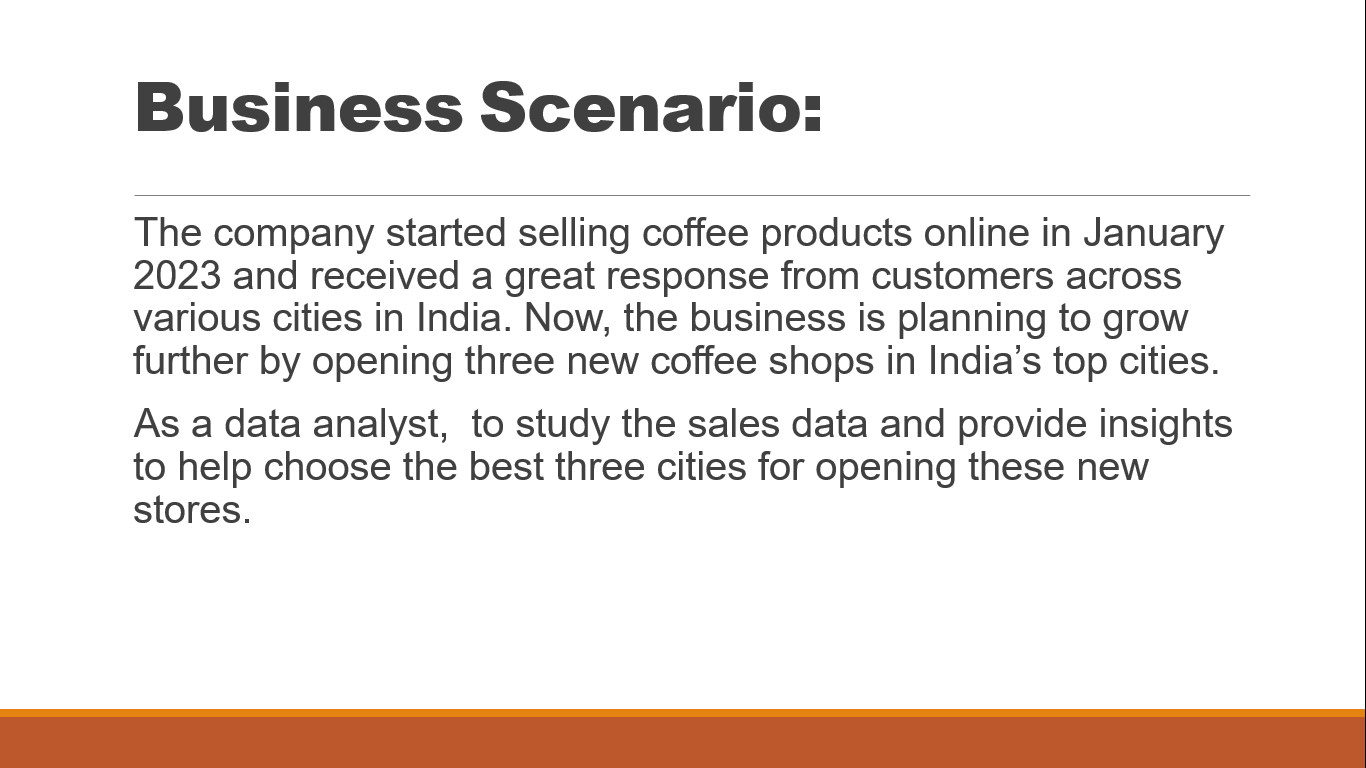 Business Scenario:
The company started selling coffee products online in January
2023 and received a great response from customers across
various cities in India. Now, the business is planning to grow
further by opening three new coffee shops in India’s top cities.
As a data analyst,  to study the sales data and provide insights
to help choose the best three cities for opening these new
stores.